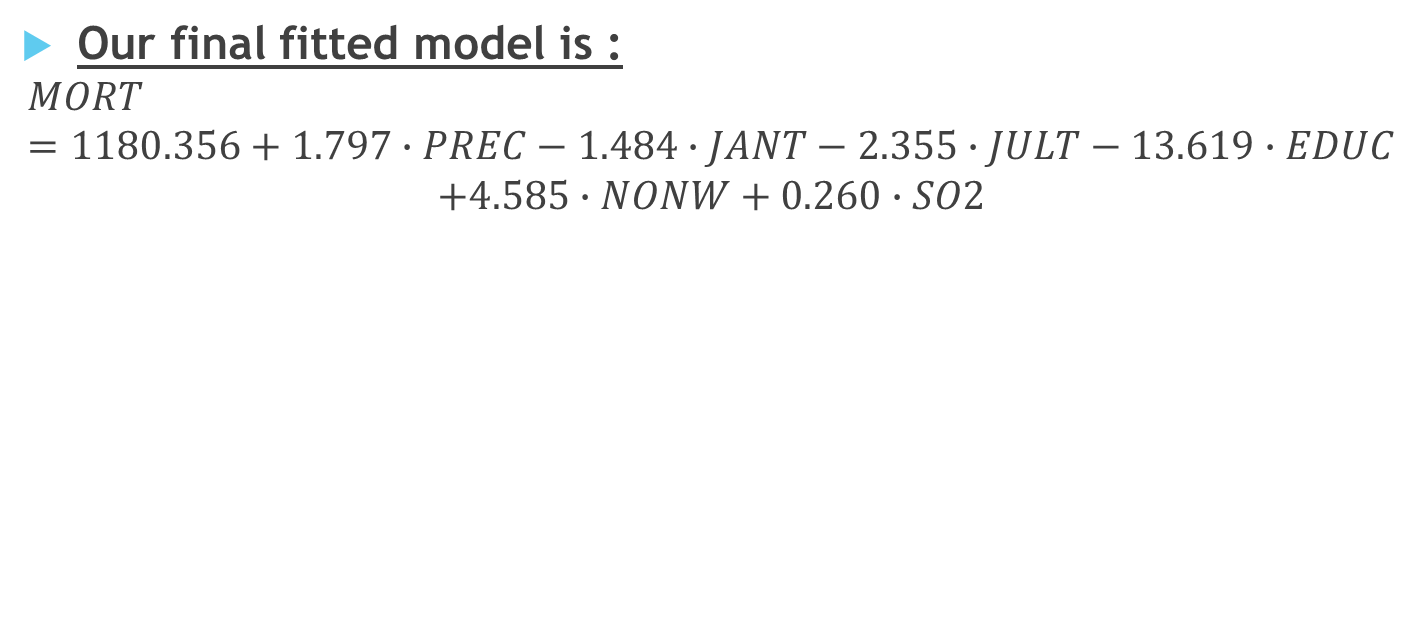 Our final fitted model is :
MORT
= 1180.356 + 1.797 · PREC − 1.484 · JANT − 2.355 · JULT − 13.619 · EDUC
+4.585 · NONW + 0.260 · SO2